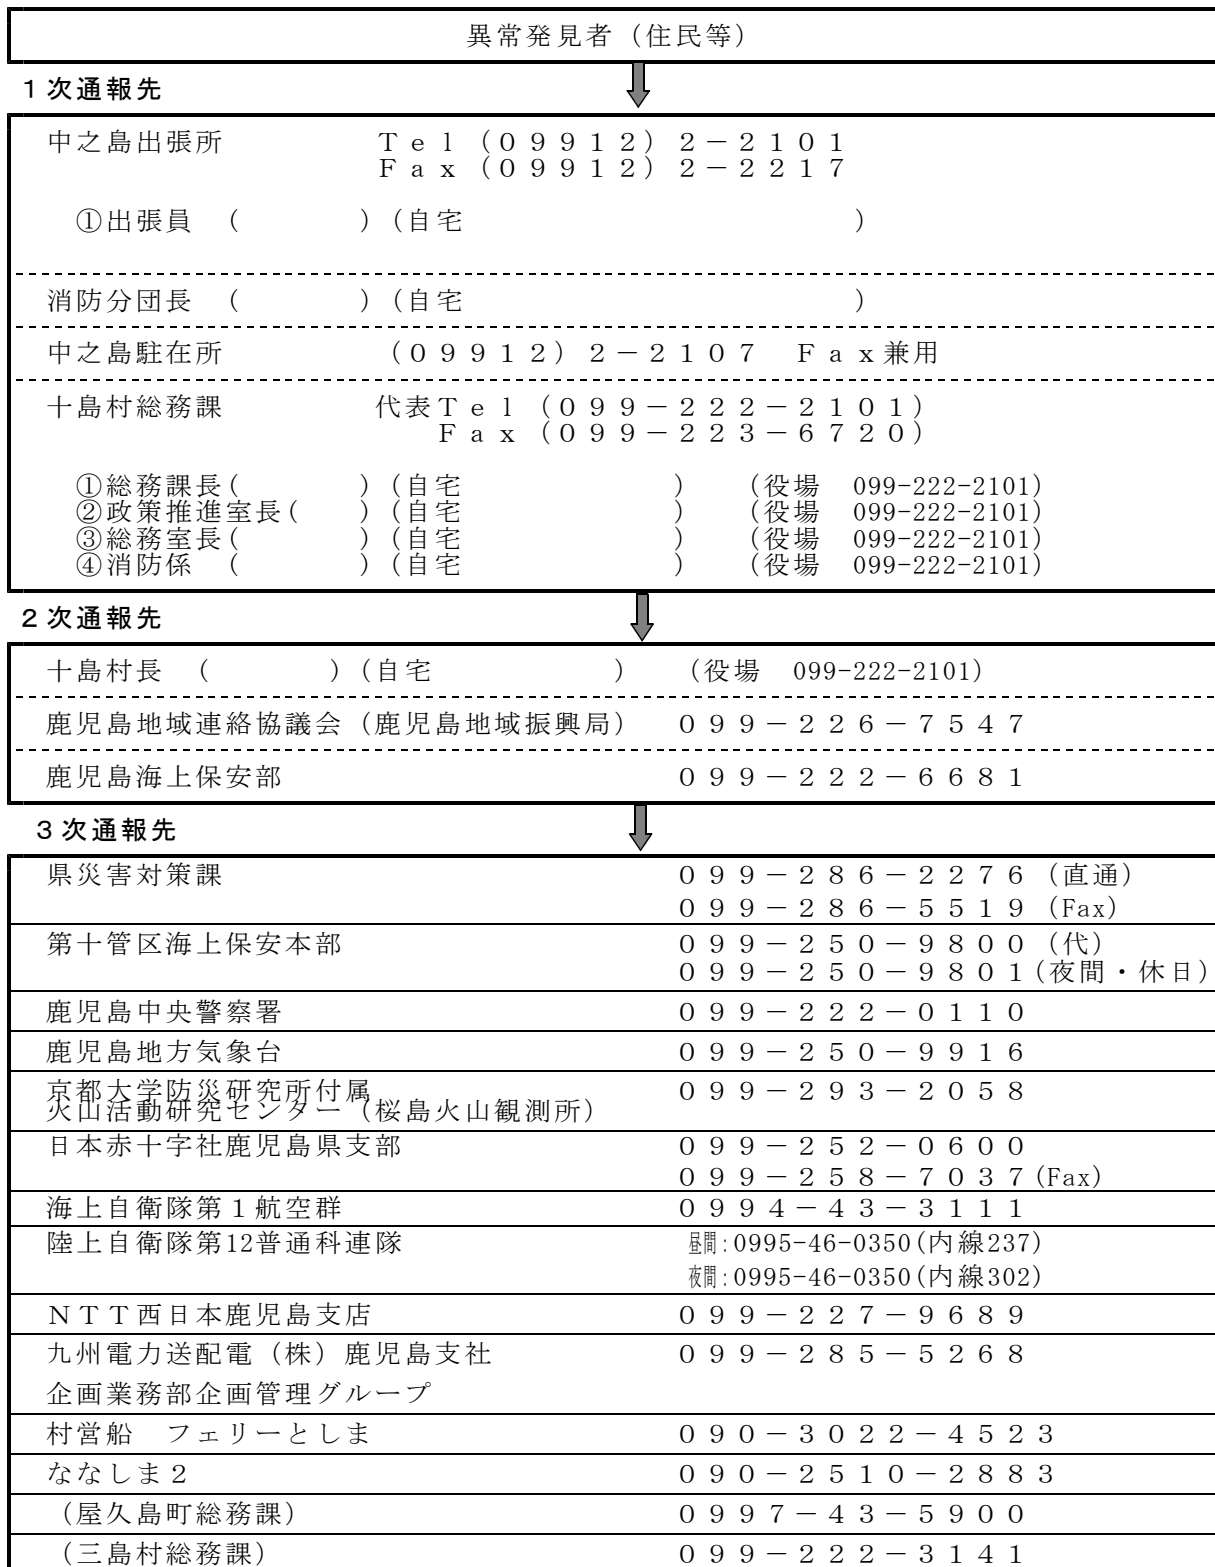 異常発見者（住民等）
１次通報先
中之島出張所　Ｔｅｌ（０９９１２）２－２１０１
Ｆａｘ（０９９１２）２－２２１７
①出張員　（　　　　）（自宅　　　　　　　　　　　　　）
消防分団長　（　　　　）（自宅　　　　　　　　　　　　　）
中之島駐在所　（０９９１２）２－２１０７　Ｆａｘ兼用
十島村総務課　代表Ｔｅｌ（０９９－２２２－２１０１）
Ｆａｘ（０９９－２２３－６７２０）
①総務課長（　　　　）（自宅　　　　　　　）　（役場　099-222-2101）
②政策推進室長（　　）（自宅　　　　　　　）　（役場　099-222-2101）
③総務室長（　　　　）（自宅　　　　　　　）　（役場　099-222-2101）
④消防係　（　　　　）（自宅　　　　　　　）　（役場　099-222-2101）
２次通報先
十島村長　（　　　　）（自宅　　　　　　）　（役場　099-222-2101）
鹿児島地域連絡協議会（鹿児島地域振興局）　０９９－２２６－７５４７
鹿児島海上保安部　０９９－２２２－６６８１
３次通報先
県災害対策課　０９９－２８６－２２７６（直通）
０９９－２８６－５５１９（Fax）
第十管区海上保安本部　０９９－２５０－９８００（代）
０９９－２５０－９８０１（夜間・休日）
鹿児島中央警察署　０９９－２２２－０１１０
鹿児島地方気象台　０９９－２５０－９９１６
京都大学防災研究所付属　０９９－２９３－２０５８
火山活動研究センター（桜島火山観測所）
日本赤十字社鹿児島県支部　０９９－２５２－０６００
０９９－２５８－７０３７（Fax）
海上自衛隊第１航空群　０９９４－４３－３１１１
陸上自衛隊第12普通科連隊　昼間：0995-46-0350（内線237）
夜間：0995-46-0350（内線302）
ＮＴＴ西日本鹿児島支店　０９９－２２７－９６８９
九州電力送配電（株）鹿児島支社　０９９－２８５－５２６８
企画業務部企画管理グループ
村営船　フェリーとしま　０９０－３０２２－４５２３
ななしま２　０９０－２５１０－２８８３
（屋久島町総務課）　０９９７－４３－５９００
（三島村総務課）　０９９－２２２－３１４１